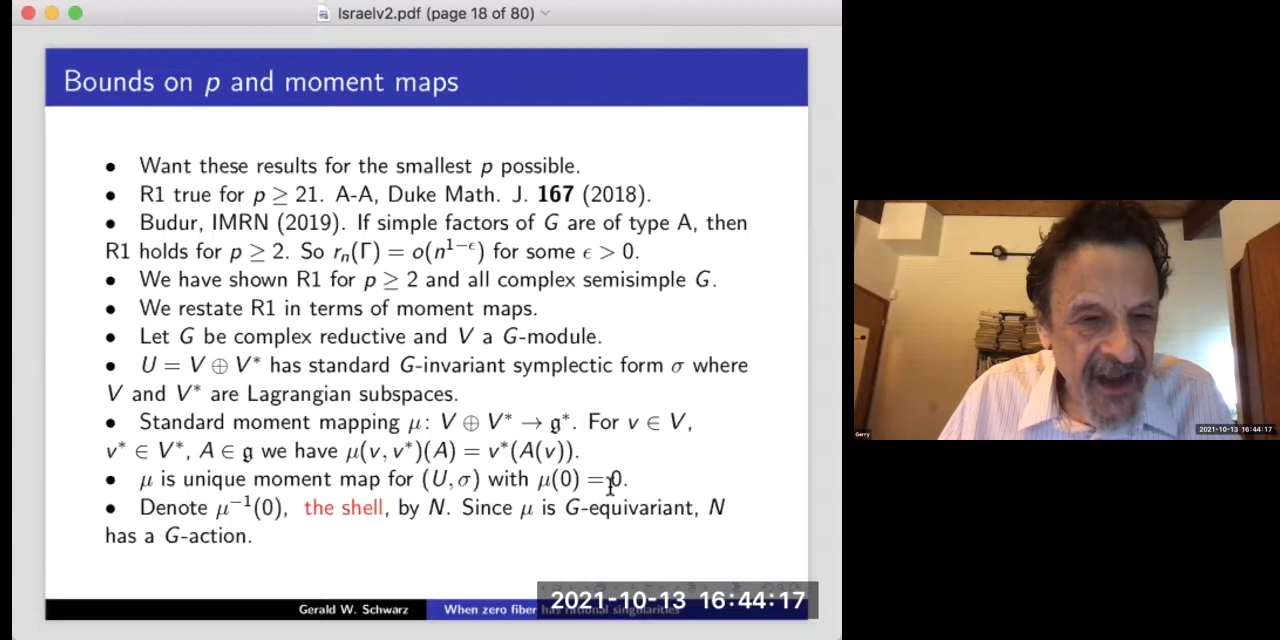 Israelv2.pdf (page 18 of 80)
Bounds on p and moment maps
• Want these results for the smallest p possible.
• R1 true for p ≥ 21. A-A, Duke Math. J. 167 (2018).
• Budur, IMRN (2019). If simple factors of G are of type A, then
R1 holds for p ≥ 2. So rₙ(Γ) = o(n^{1−ϵ}) for some ϵ > 0.
• We have shown R1 for p ≥ 2 and all complex semisimple G.
• We restate R1 in terms of moment maps.
• Let G be complex reductive and V a G-module.
• U = V ⊕ V* has standard G-invariant symplectic form σ where
V and V* are Lagrangian subspaces.
• Standard moment mapping μ: V ⊕ V* → 𝔤*. For v ∈ V,
v* ∈ V*, A ∈ 𝔤 we have μ(v, v*)(A) = v*(A(v)).
• μ is unique moment map for (U, σ) with μ(0) = 0.
• Denote μ⁻¹(0), the shell, by N. Since μ is G-equivariant, N
has a G-action.
Gerald W. Schwarz
When zero fiber has rational singularities
2021-10-13 16:44:17
Gerry
2021-10-13 16:44:17